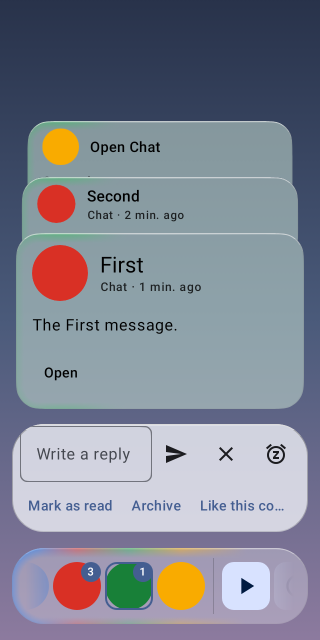 Open Chat
Second
Chat · 2 min. ago
First
Chat · 1 min. ago
The First message.
Open
Write a reply
Mark as read
Archive
Like this co…
3
1